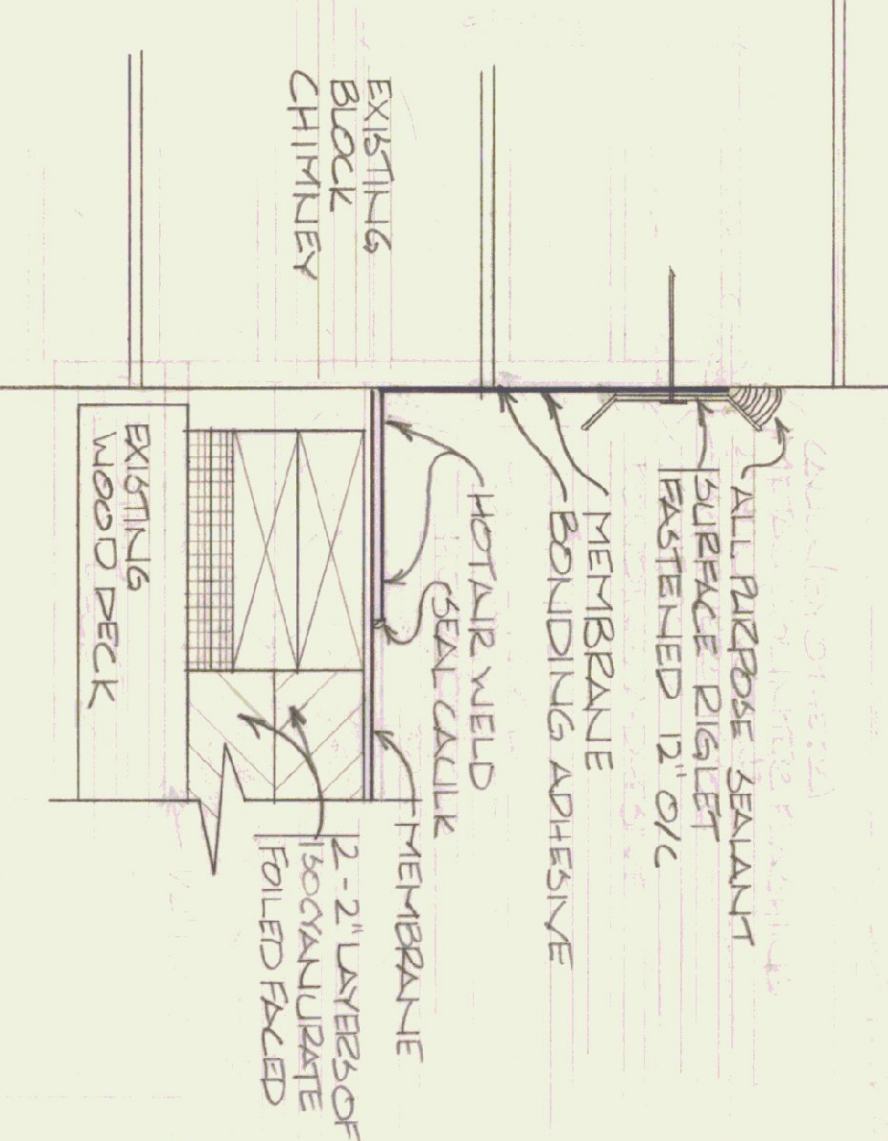 ALL PURPOSE SEALANT
SURFACE RIGLET
FASTENED 12" O/C
MEMBRANE
BONDING ADHESIVE
HOT AIR WELD
SEAL CAULK
MEMBRANE
EXISTING
BLOCK
CHIMNEY
2-2" LAYERS OF
ISOCYANURATE
FOILED FACED
EXISTING
WOOD DECK